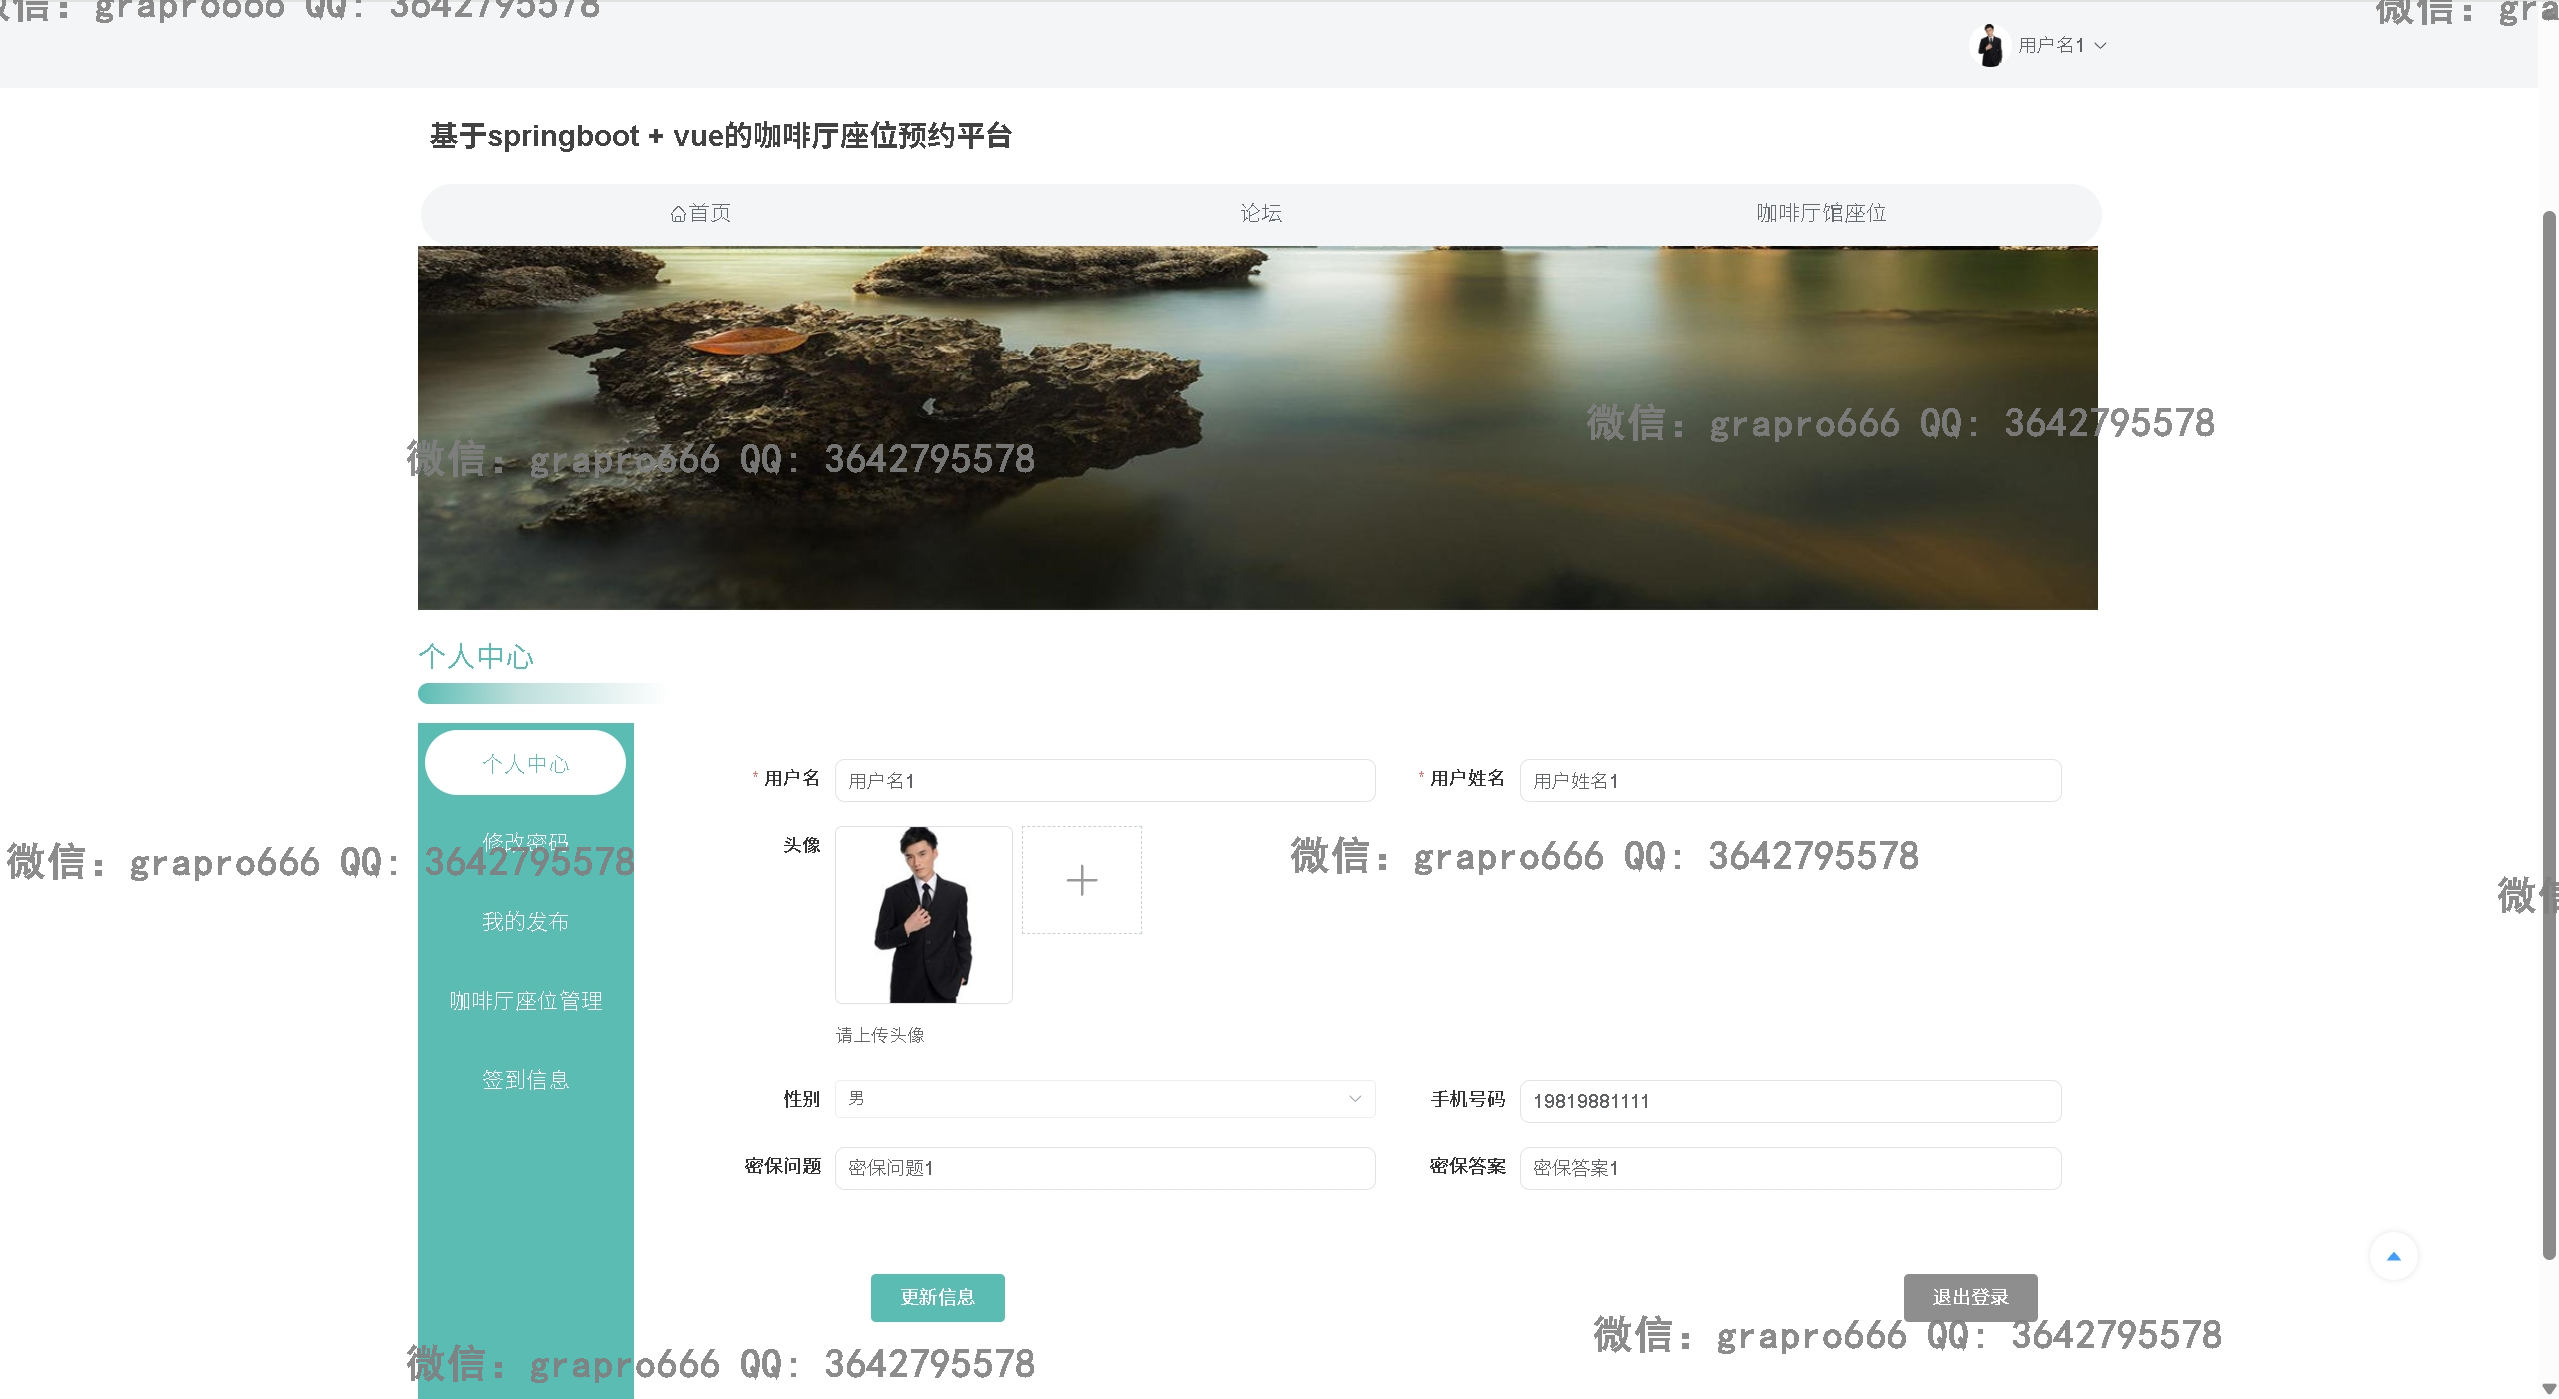 微信: grapro666 QQ: 3642795578
微信: gra
用户名1
基于springboot + vue的咖啡厅座位预约平台
首页
论坛
咖啡厅馆座位
微信: grapro666 QQ: 3642795578
微信: grapro666 QQ: 3642795578
个人中心
个人中心
修改密码
我的发布
咖啡厅座位管理
签到信息
* 用户名
用户名1
* 用户姓名
用户姓名1
头像
微信: grapro666 QQ: 3642795578
微信: grapro666 QQ: 3642795578
微信
请上传头像
性别
男
手机号码
19819881111
密保问题
密保问题1
密保答案
密保答案1
更新信息
退出登录
微信: grapro666 QQ: 3642795578
微信: grapro666 QQ: 3642795578